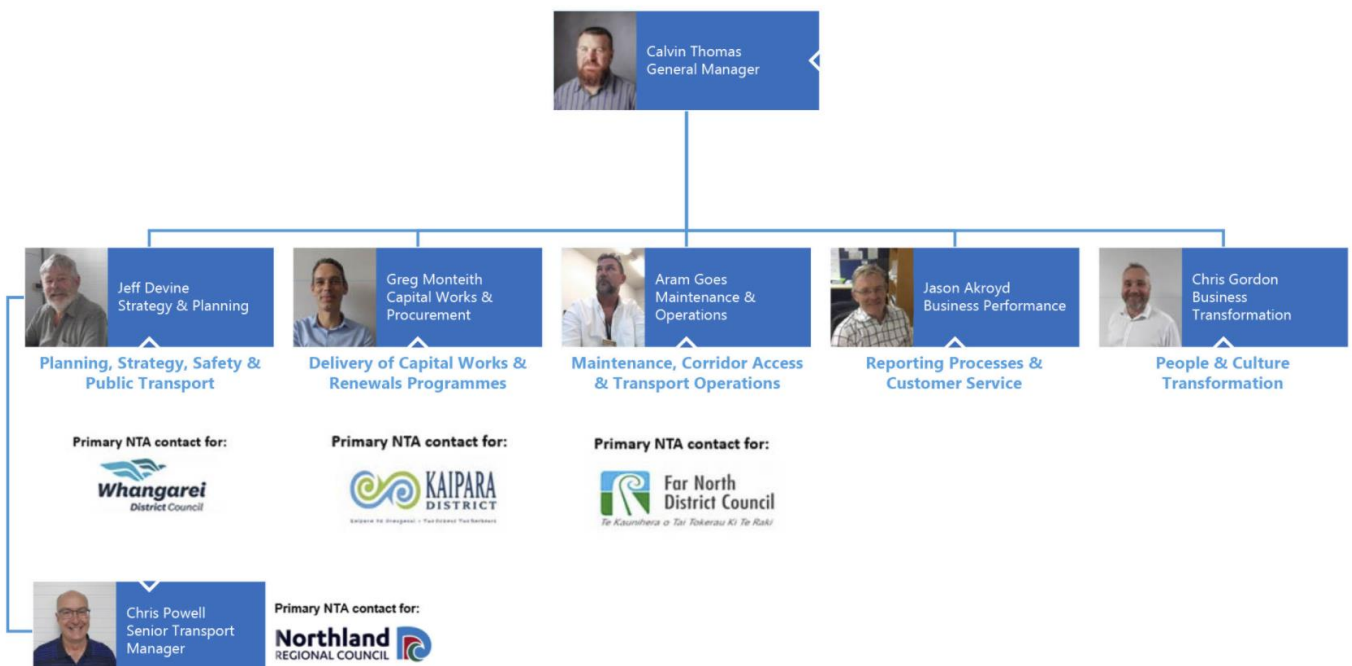 Calvin Thomas
General Manager
Jeff Devine
Strategy & Planning
Greg Monteith
Capital Works &
Procurement
Aram Goes
Maintenance &
Operations
Jason Akroyd
Business Performance
Chris Gordon
Business
Transformation
Planning, Strategy, Safety &
Public Transport
Delivery of Capital Works &
Renewals Programmes
Maintenance, Corridor Access
& Transport Operations
Reporting Processes &
Customer Service
People & Culture
Transformation
Primary NTA contact for:
Whangarei
District Council
Primary NTA contact for:
KAIPARA
DISTRICT
Primary NTA contact for:
Far North
District Council
Te Kaunihera o Tai Tokerau Ki Te Raki
Chris Powell
Senior Transport
Manager
Primary NTA contact for:
Northland
REGIONAL COUNCIL